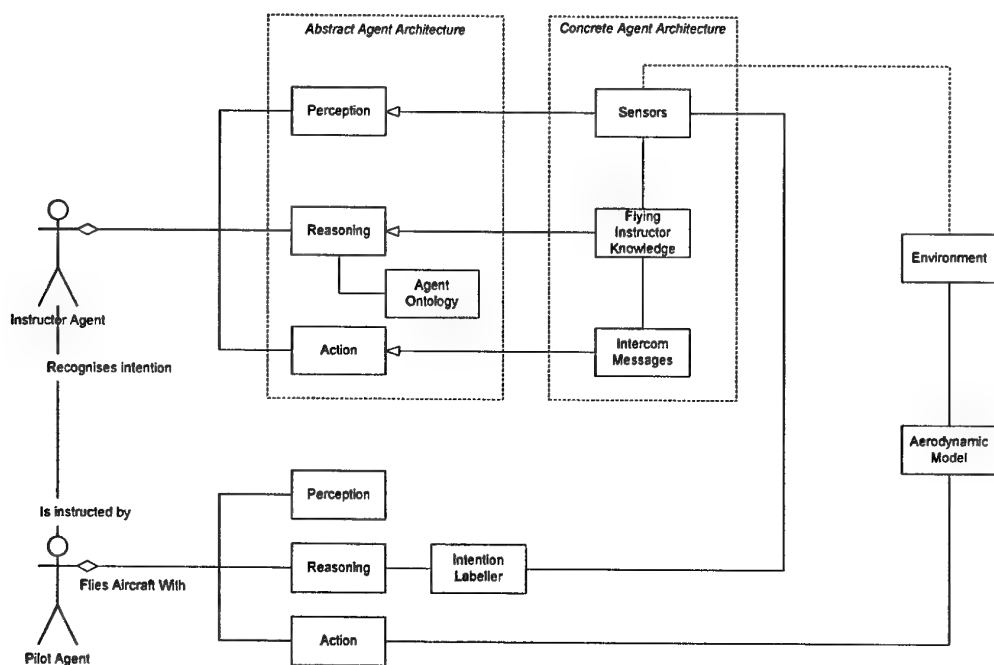 Abstract Agent Architecture
Concrete Agent Architecture
Perception
Sensors
Reasoning
Flying
Instructor
Knowledge
Environment
Agent
Ontology
Instructor Agent
Action
Intercom
Messages
Recognises intention
Aerodynamic
Model
Perception
Is instructed by
Reasoning
Intention
Labeller
Flies Aircraft With
Action
Pilot Agent